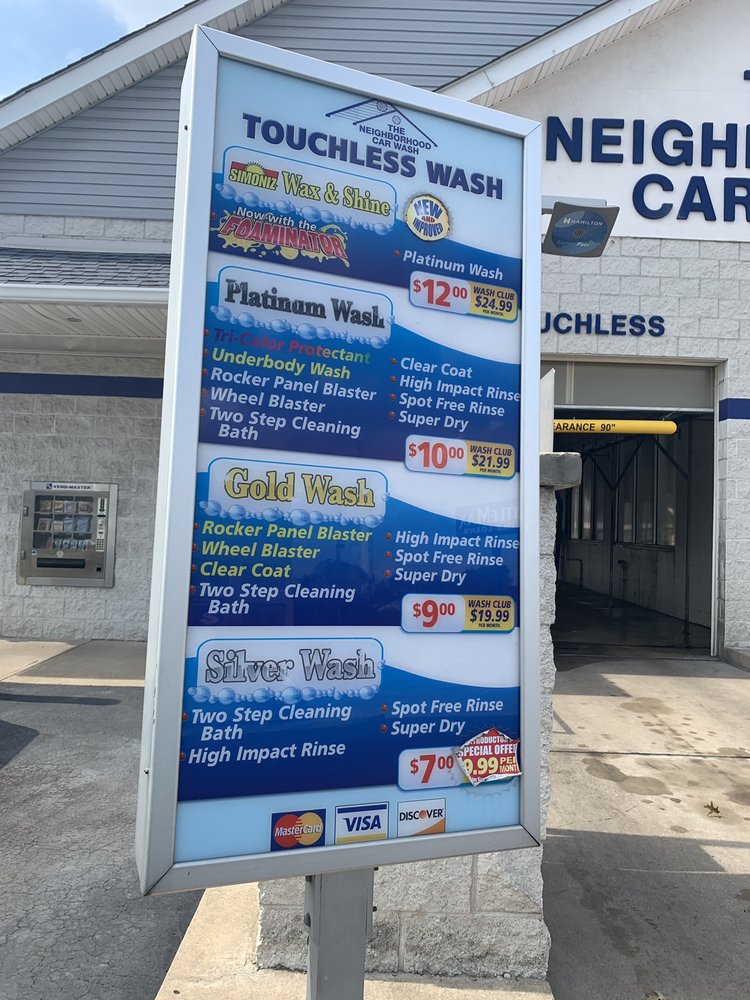 THE
NEIGHBORHOOD
CAR WASH
TOUCHLESS WASH
SIMONIZ Wax & Shine
NEW AND IMPROVED
Now with the
FOAMINATOR
Platinum Wash
$12.00
WASH CLUB
$24.99
PER MONTH.
Platinum Wash
Tri-Color Protectant
Underbody Wash
Rocker Panel Blaster
Wheel Blaster
Two Step Cleaning
Bath
Clear Coat
High Impact Rinse
Spot Free Rinse
Super Dry
$10.00
WASH CLUB
$21.99
PER MONTH.
Gold Wash
Rocker Panel Blaster
Wheel Blaster
Clear Coat
Two Step Cleaning
Bath
High Impact Rinse
Spot Free Rinse
Super Dry
$9.00
WASH CLUB
$19.99
PER MONTH.
Silver Wash
Two Step Cleaning
Bath
High Impact Rinse
Spot Free Rinse
Super Dry
$7.00
SPECIAL OFFER
9.99 PER
MONT
MasterCard
VISA
DISCOVER
NEIGH
CAR
HAMILTON
UCHLESS
EARANCE 90"
VEND-MASTER